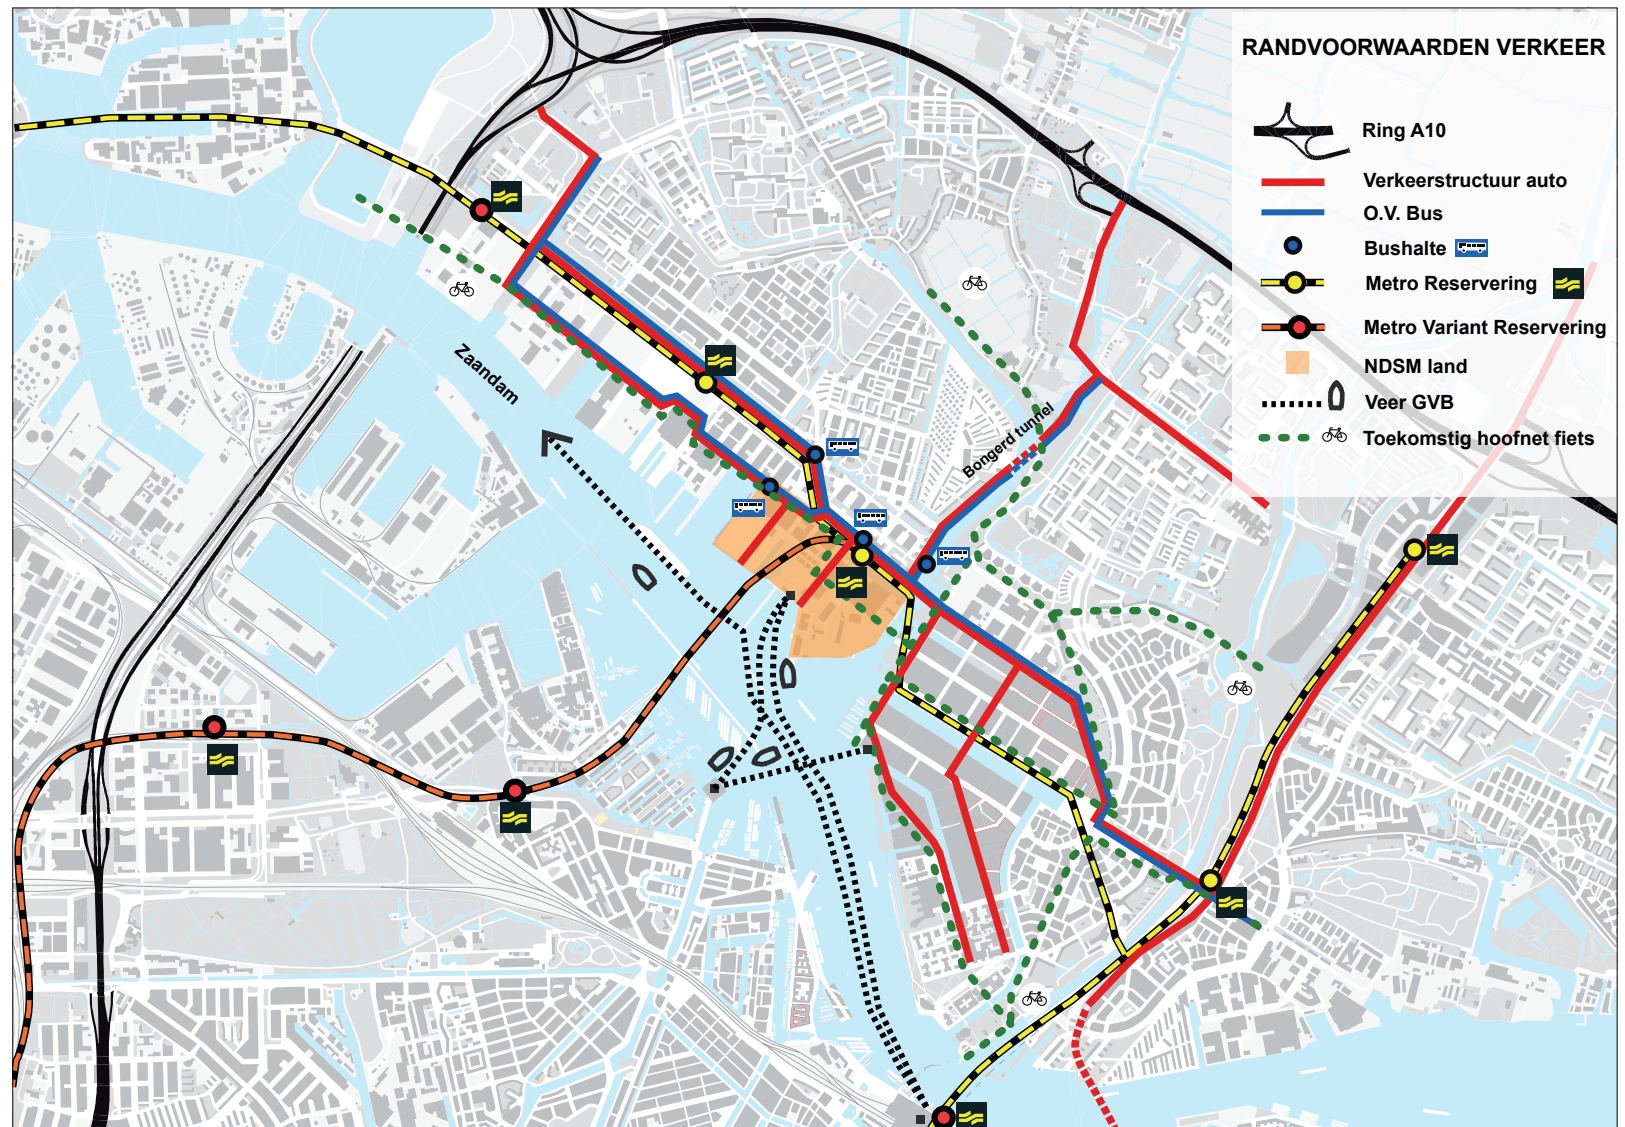 RANDVOORWAARDEN VERKEER
Ring A10
Verkeerstructuur auto
O.V. Bus
Bushalte
Metro Reservering
Metro Variant Reservering
NDSM land
Veer GVB
Toekomstig hoofnet fiets
Zaandam
Bongerd tunnel